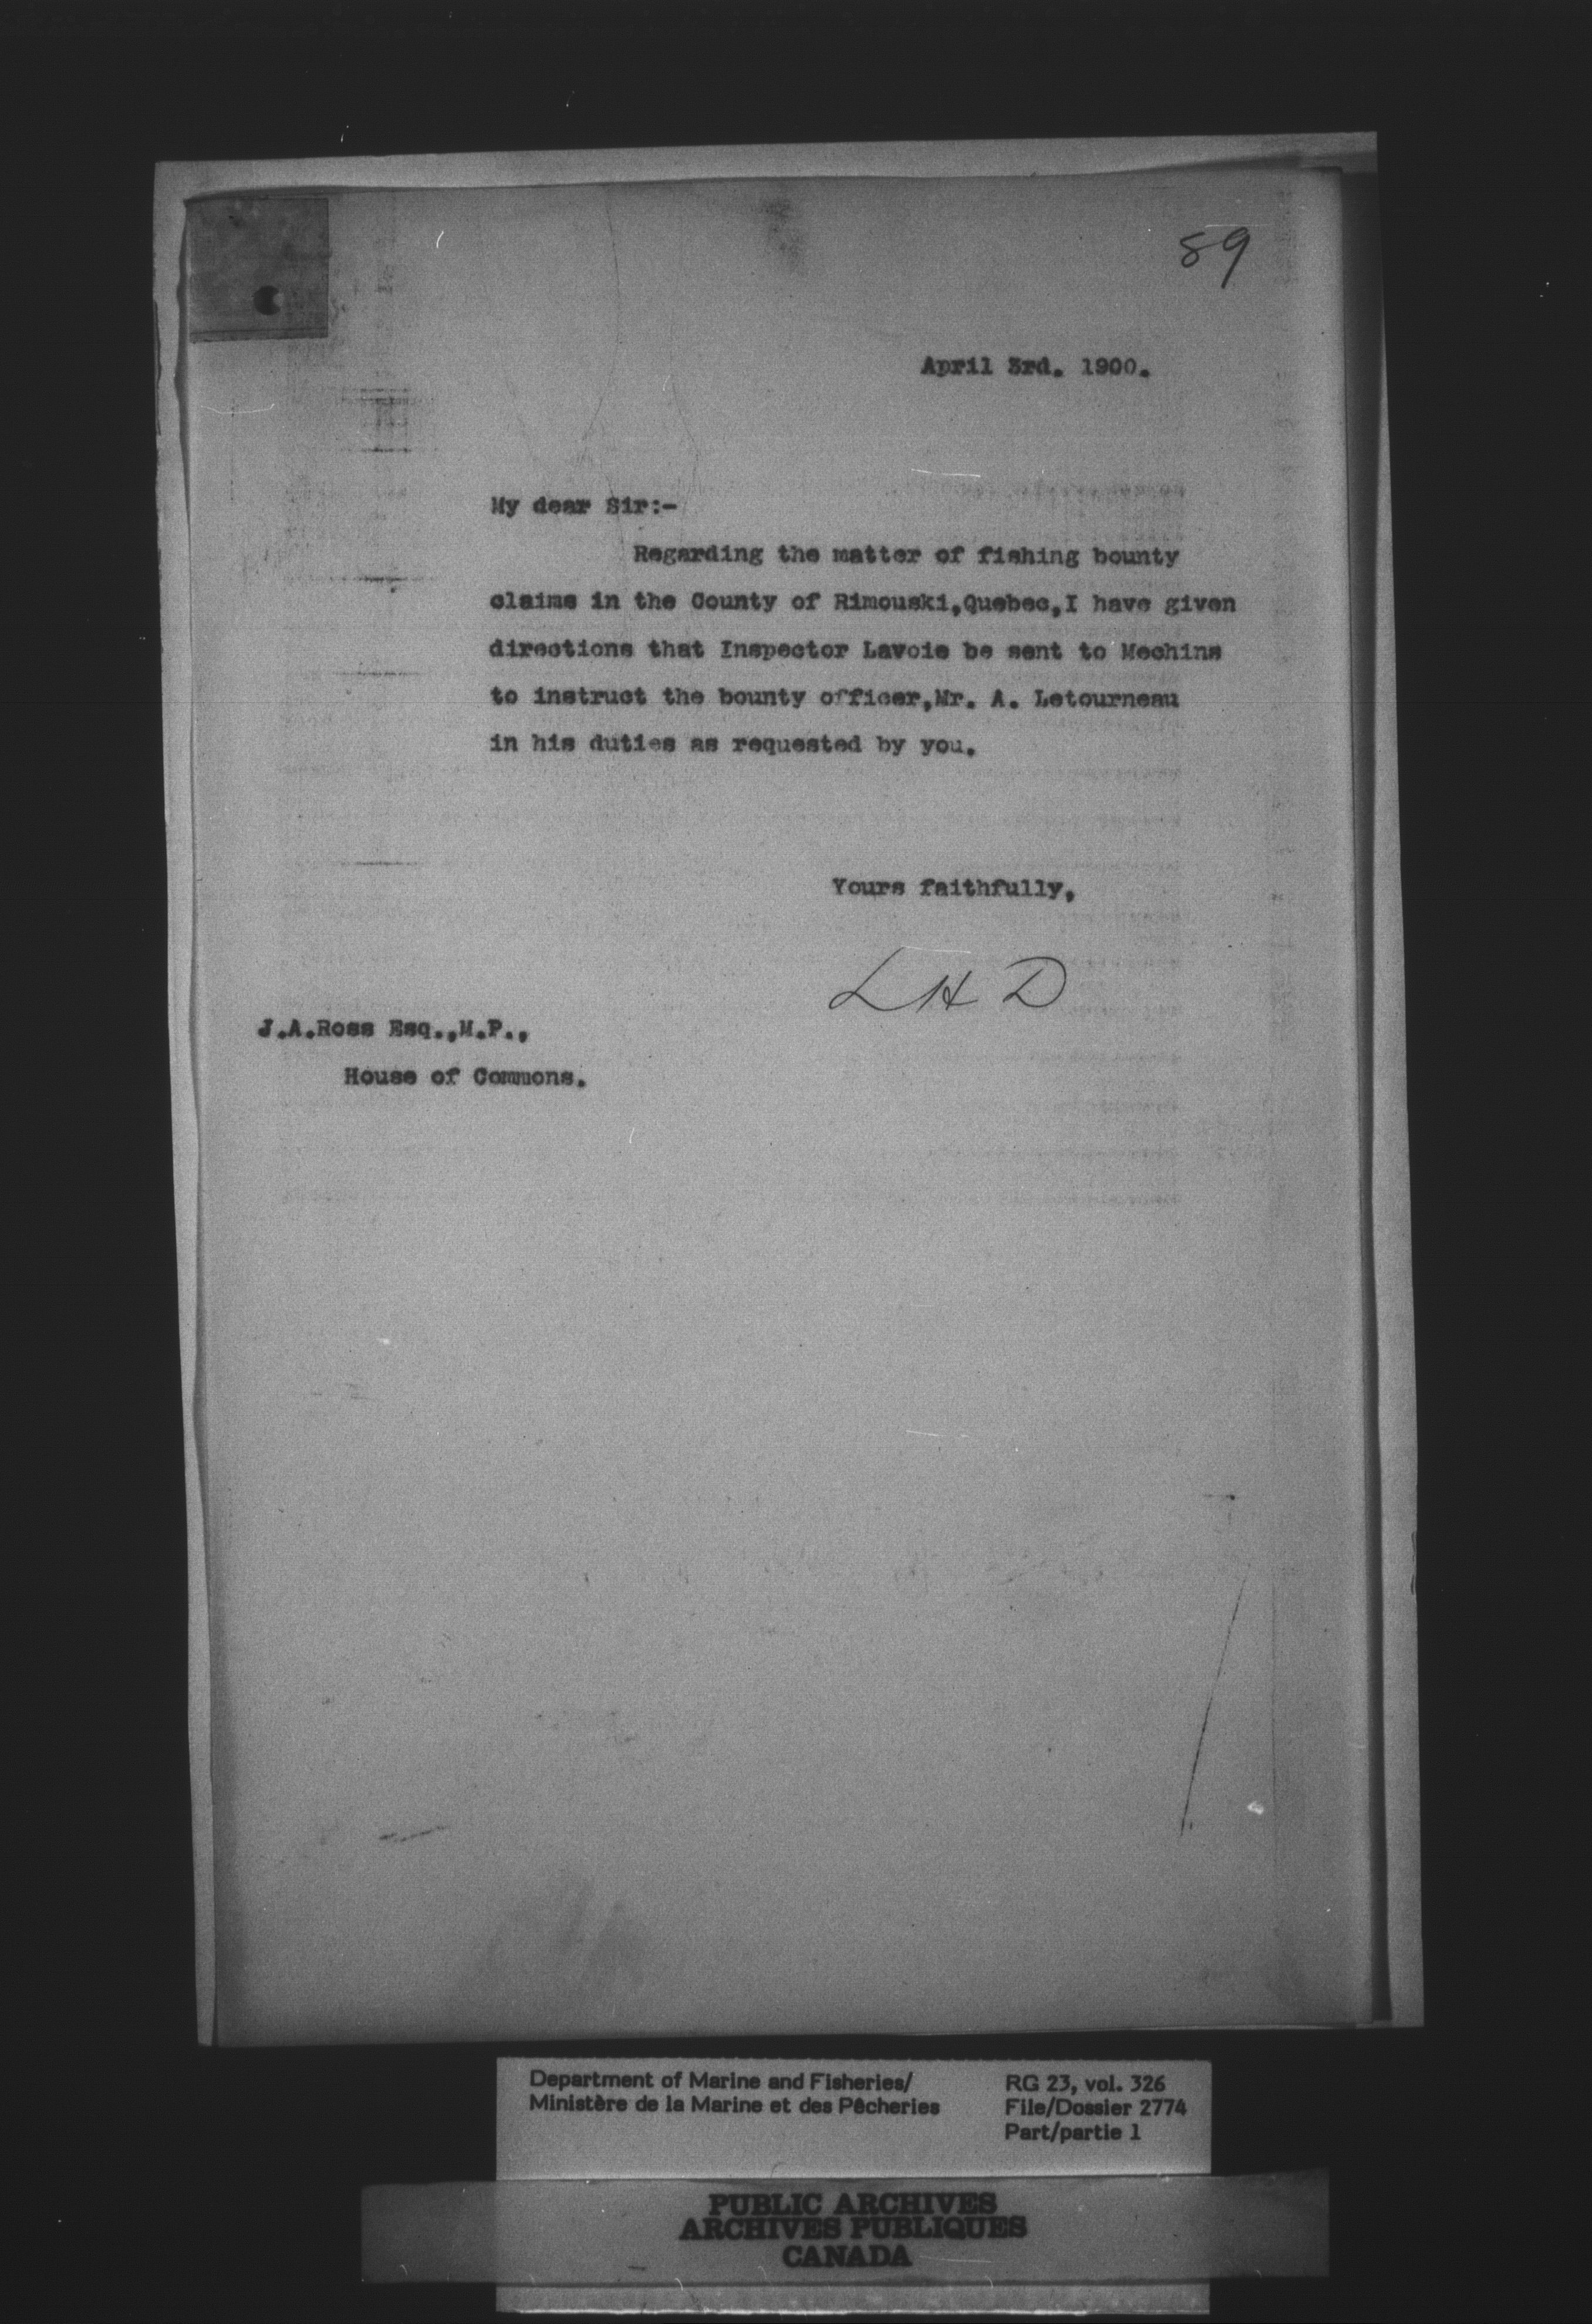 89
April 3rd. 1900.
My dear Sir:-
Regarding the matter of fishing bounty
claims in the County of Rimouski,Quebec,I have given
directions that Inspector Lavoie be sent to Mechins
to instruct the bounty officer,Mr. A. Letourneau
in his duties as requested by you.
Yours faithfully,
L H D
J.A.Ross Esq.,M.P.,
House of Commons.
Department of Marine and Fisheries/
Ministère de la Marine et des Pêcheries
RG 23, vol. 326
File/Dossier 2774
Part/partie 1
PUBLIC ARCHIVES
ARCHIVES PUBLIQUES
CANADA